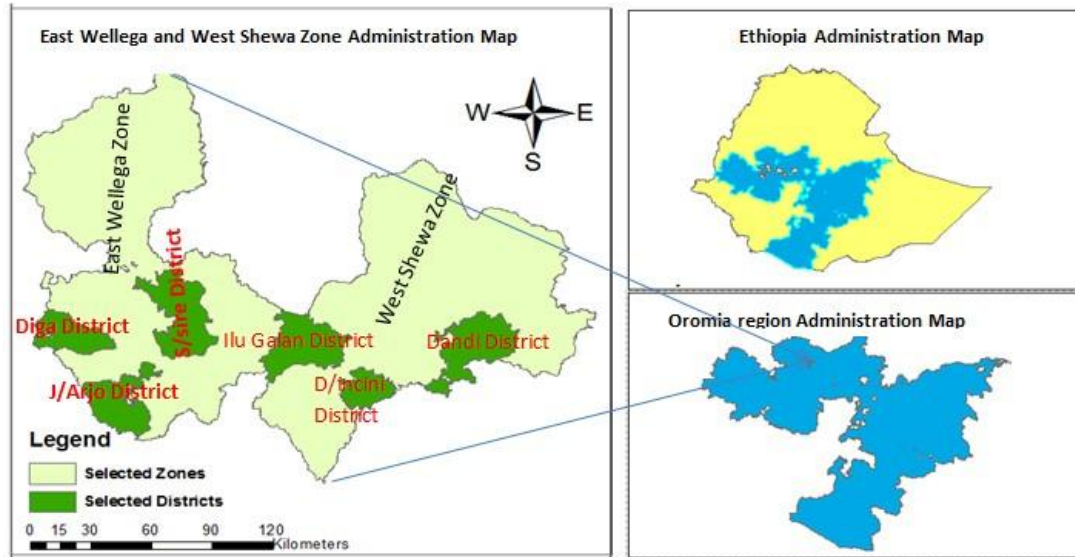 East Wellega and West Shewa Zone Administration Map
W
E
S
East Wellega Zone
West Shewa Zone
S/sire District
Diga District
Ilu Galan District
Dandi District
J/Arjo District
D/Incini
District
Legend
Selected Zones
Selected Districts
0 15 30 60 90 120
Kilometers
Ethiopia Administration Map
Oromia region Administration Map